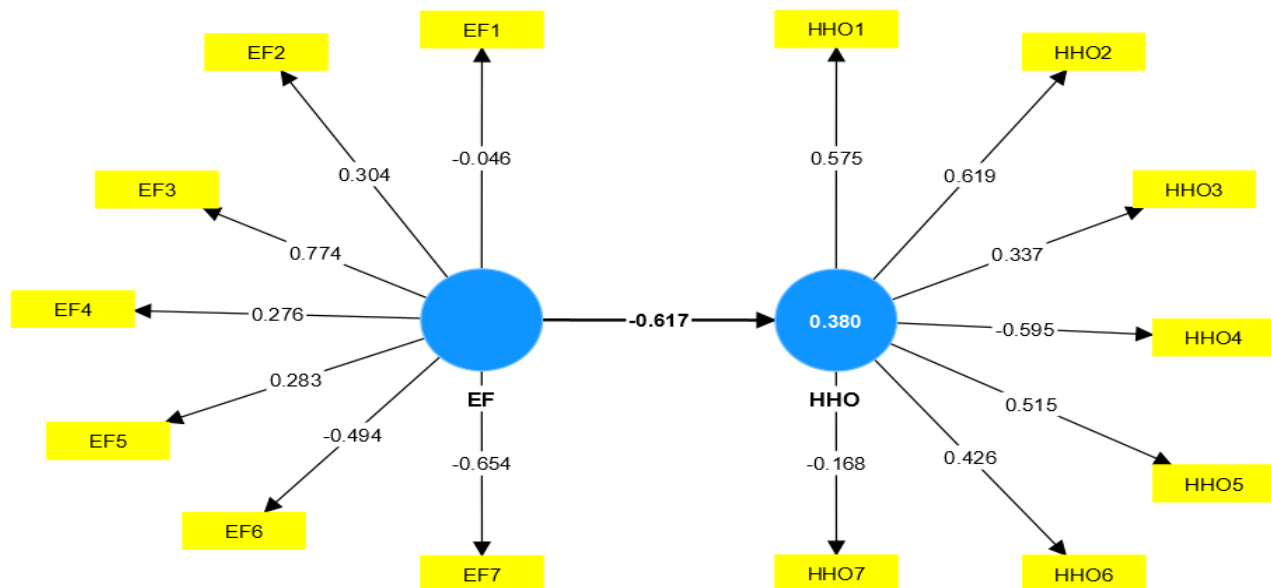 EF1
HHO1
EF2
HHO2
-0.046
0.575
0.304
0.619
EF3
HHO3
0.774
0.337
EF4
0.276
-0.617
0.380
-0.595
HHO4
0.283
EF
HHO
0.515
EF5
-0.494
-0.654
-0.168
0.426
HHO5
EF6
EF7
HHO7
HHO6